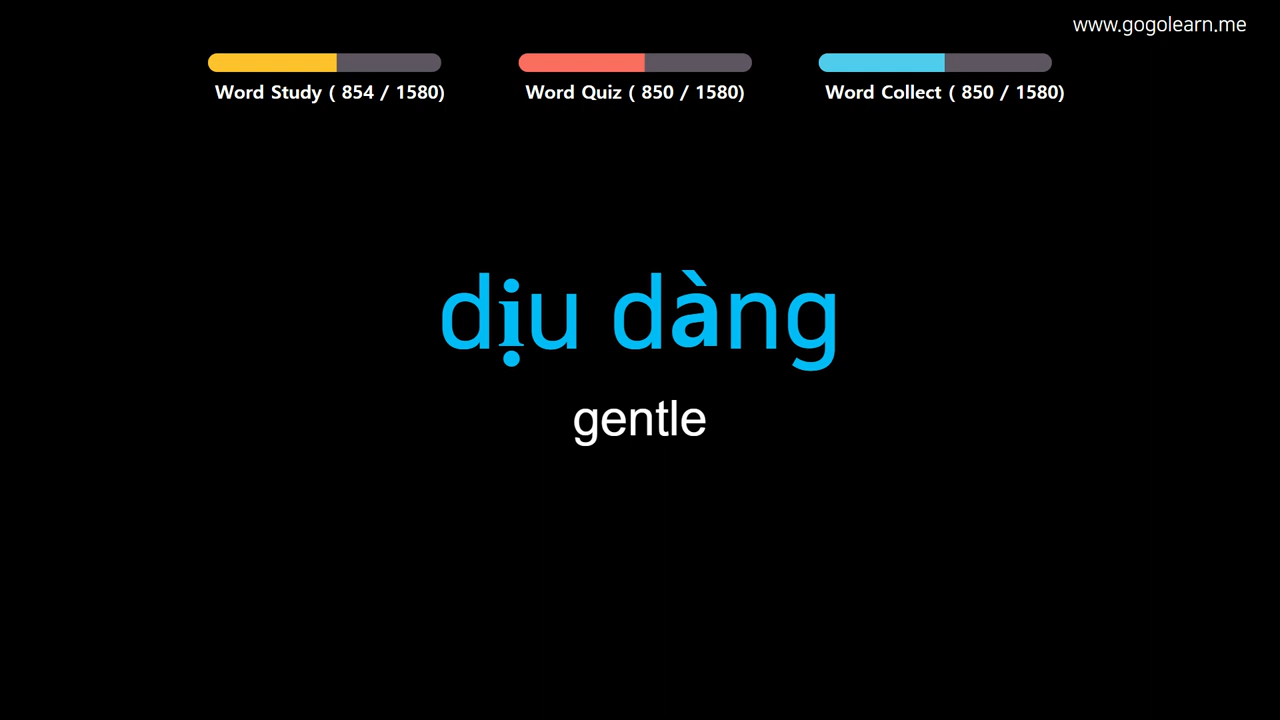 www.gogolearn.me
Word Study ( 854 / 1580)
Word Quiz ( 850 / 1580)
Word Collect ( 850 / 1580)
dịu dàng
gentle